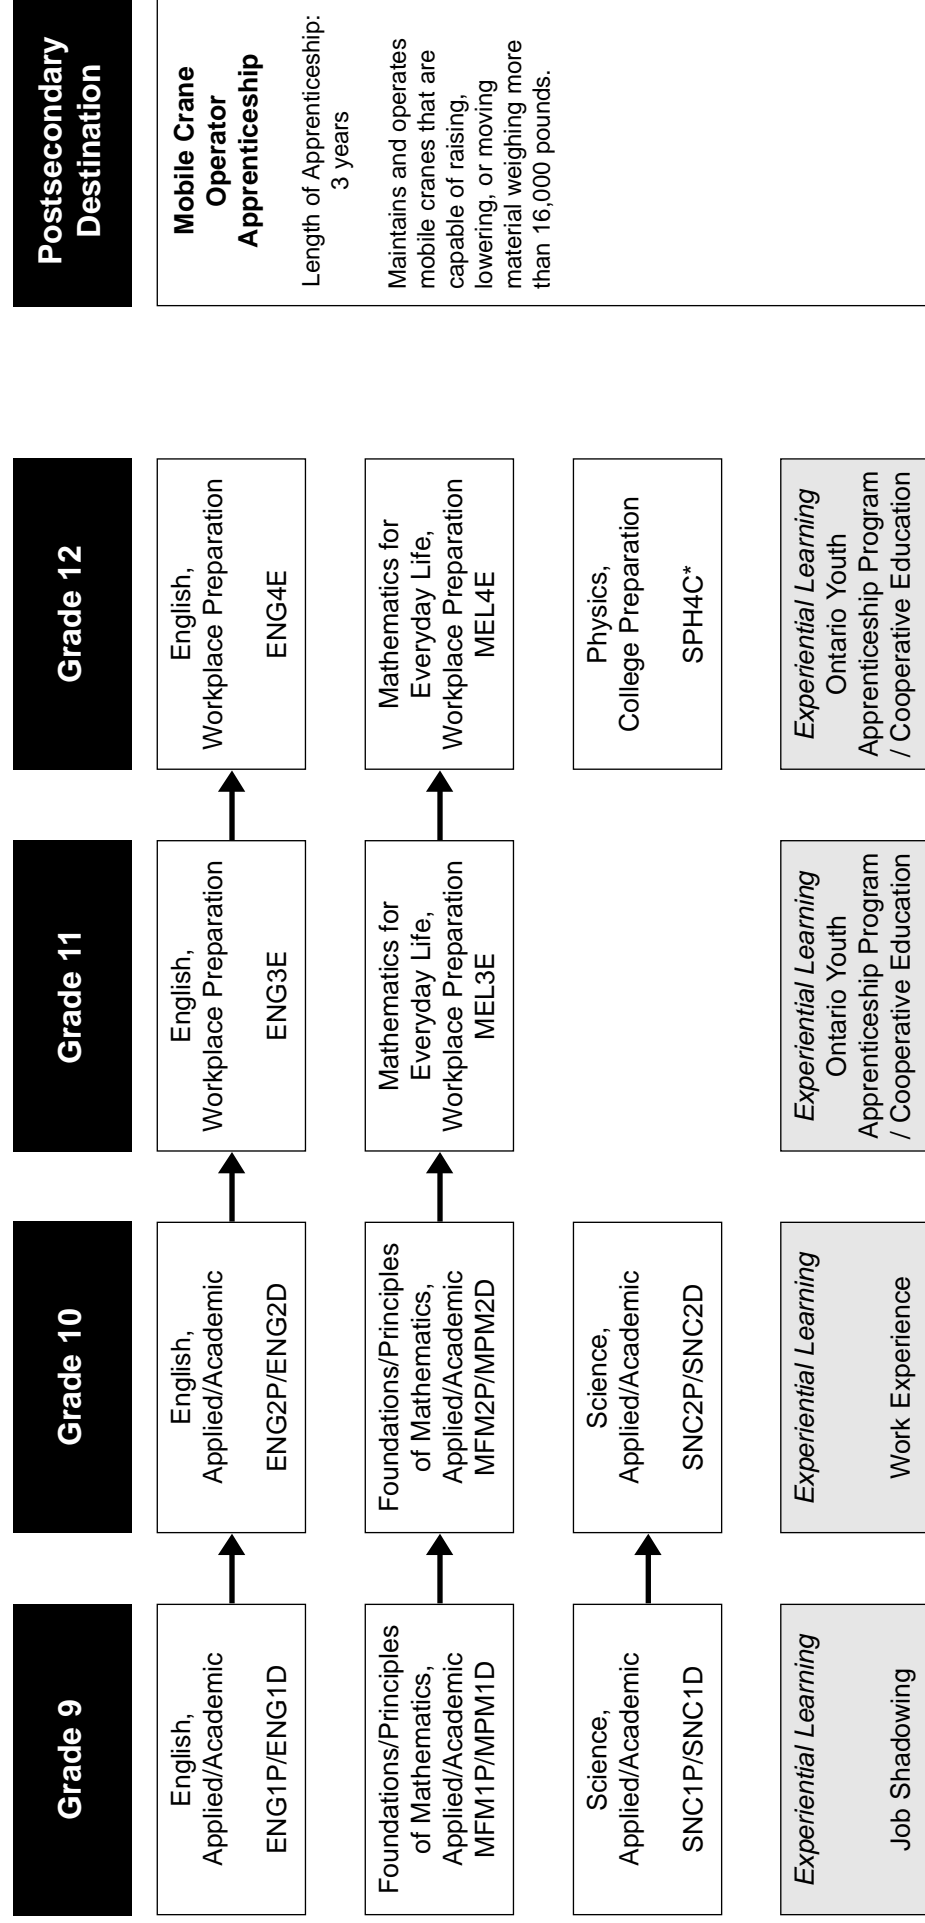 Grade 9
Grade 10
Grade 11
Grade 12
Postsecondary
Destination
English,
Applied/Academic
ENG1P/ENG1D
English,
Applied/Academic
ENG2P/ENG2D
English,
Workplace Preparation
ENG3E
English,
Workplace Preparation
ENG4E
Mobile Crane
Operator
Apprenticeship
Length of Apprenticeship:
3 years
Maintains and operates
mobile cranes that are
capable of raising,
lowering, or moving
material weighing more
than 16,000 pounds.
Foundations/Principles
of Mathematics,
Applied/Academic
MFM1P/MPM1D
Foundations/Principles
of Mathematics,
Applied/Academic
MFM2P/MPM2D
Mathematics for
Everyday Life,
Workplace Preparation
MEL3E
Mathematics for
Everyday Life,
Workplace Preparation
MEL4E
Science,
Applied/Academic
SNC1P/SNC1D
Science,
Applied/Academic
SNC2P/SNC2D
Physics,
College Preparation
SPH4C*
Experiential Learning
Job Shadowing
Experiential Learning
Work Experience
Experiential Learning
Ontario Youth
Apprenticeship Program
/ Cooperative Education
Experiential Learning
Ontario Youth
Apprenticeship Program
/ Cooperative Education